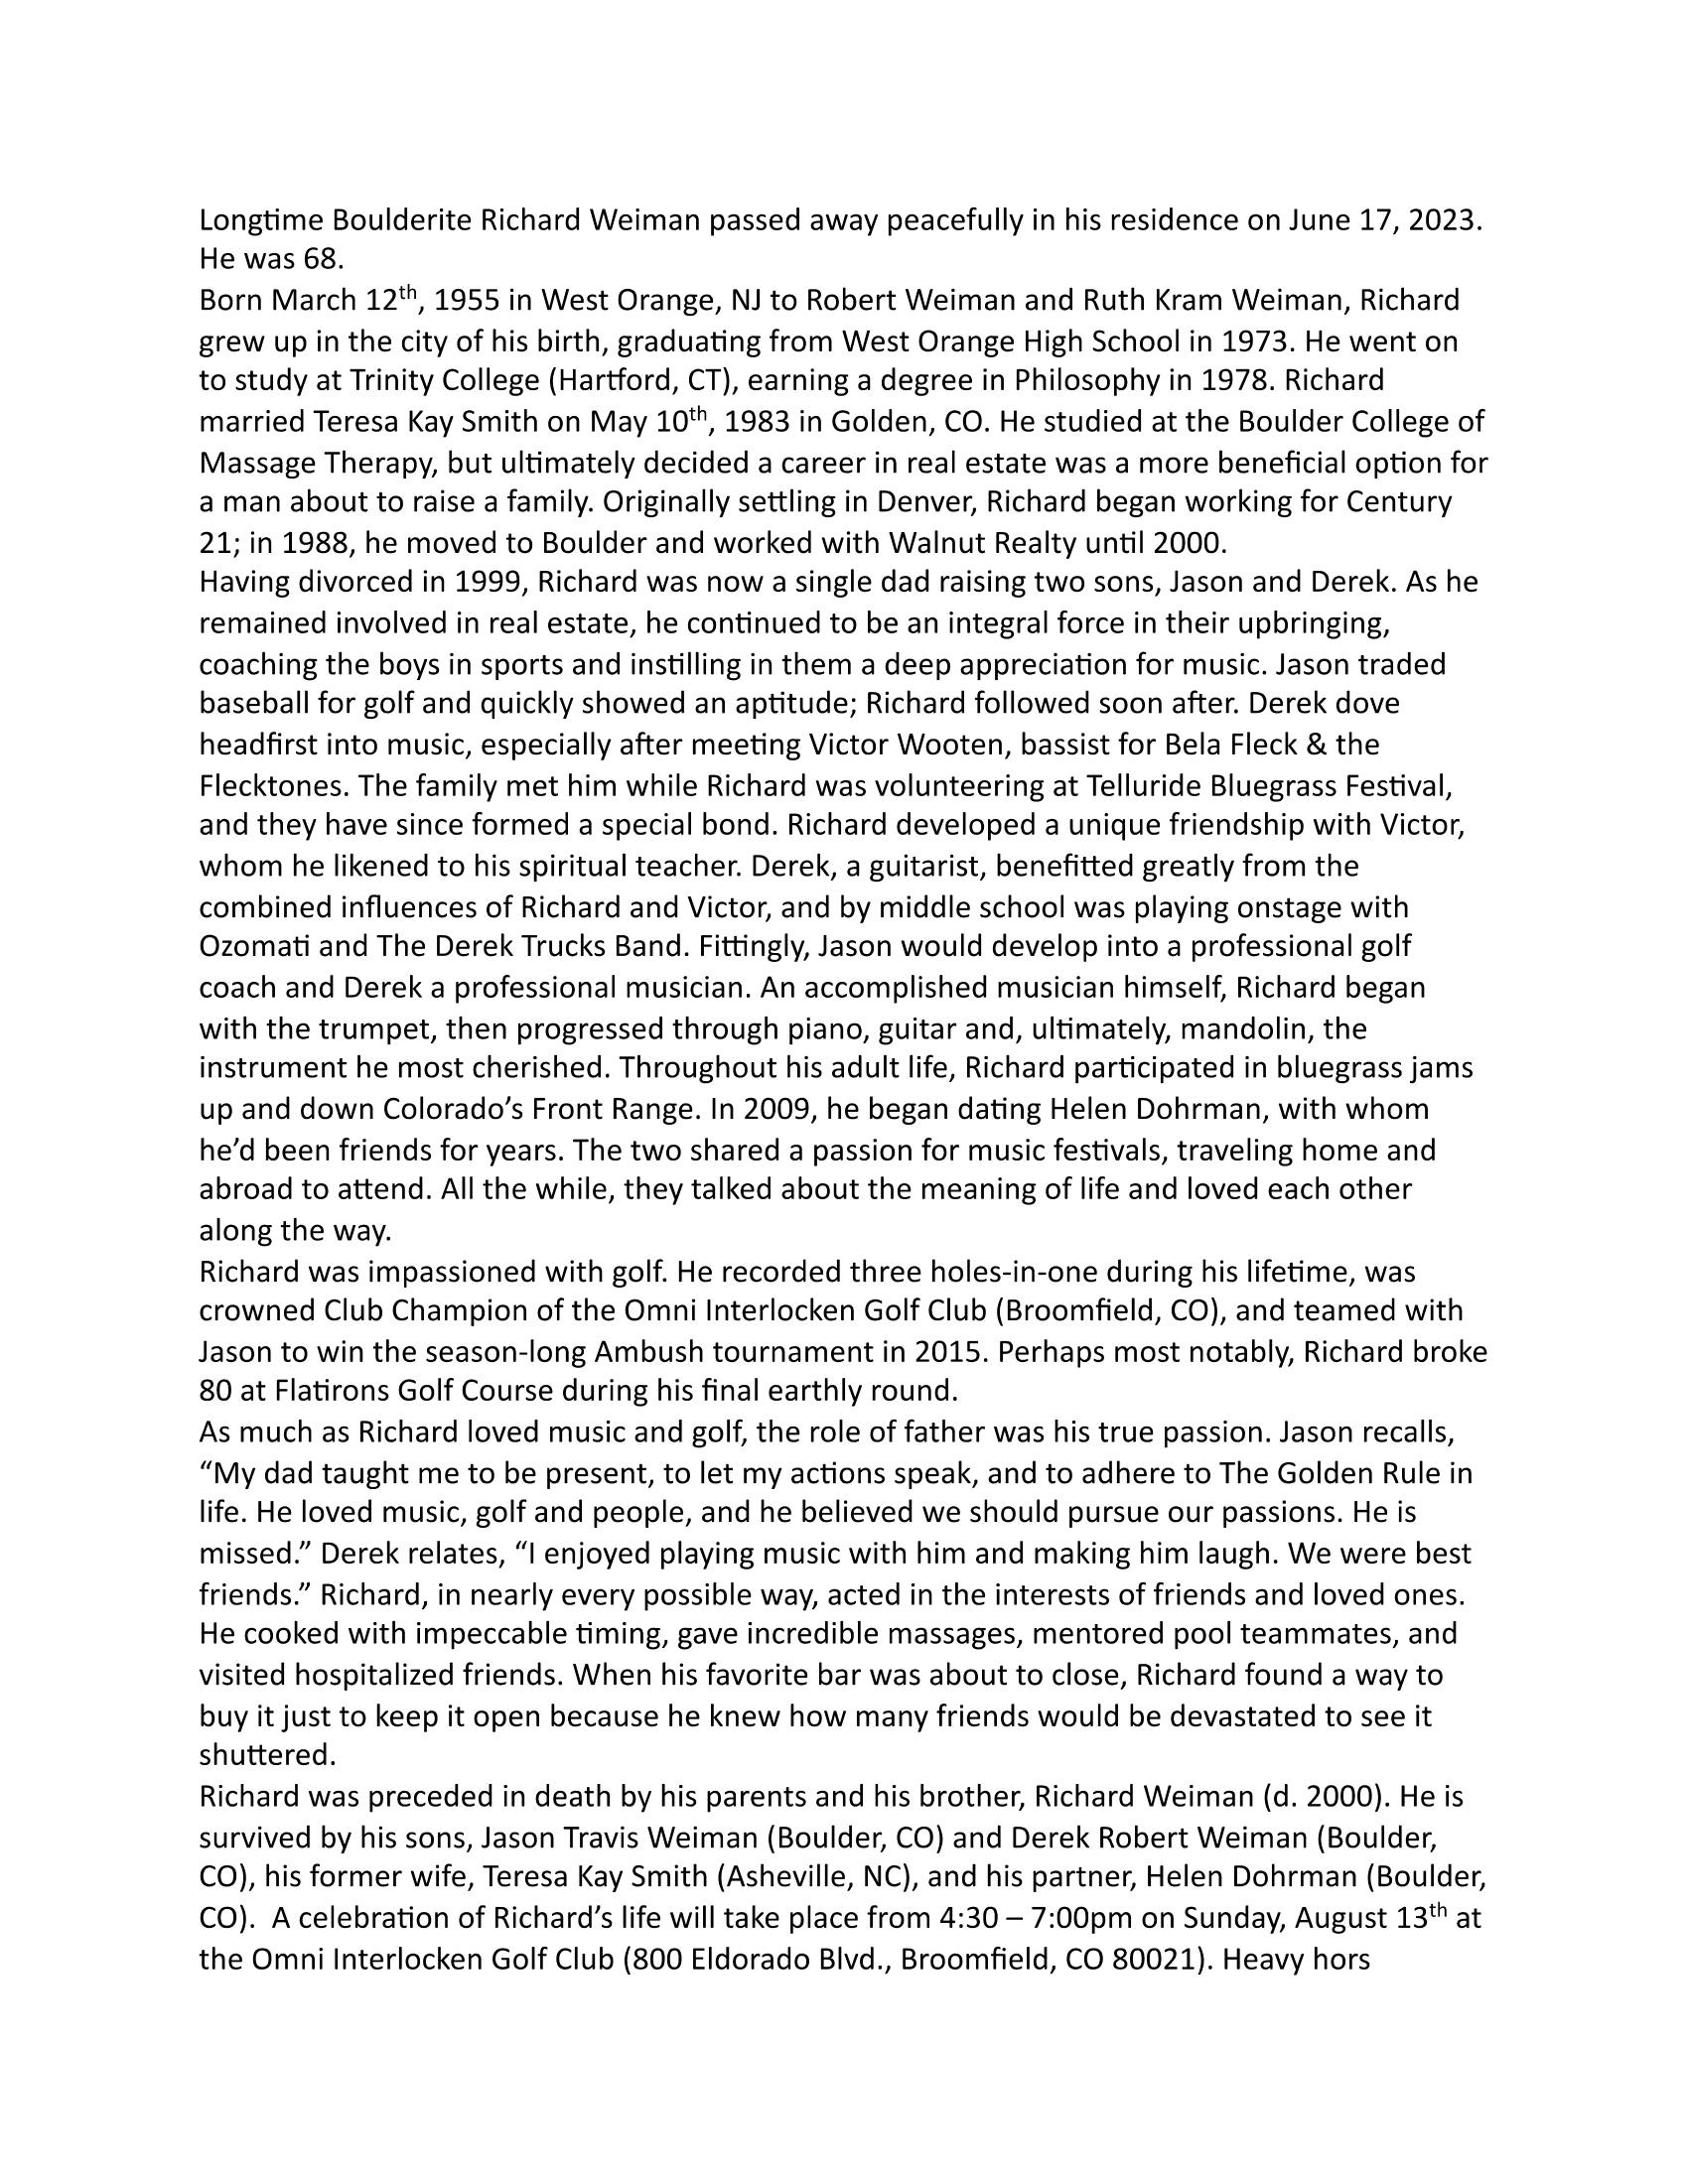 Longtime Boulderite Richard Weiman passed away peacefully in his residence on June 17, 2023.
He was 68.
Born March 12th, 1955 in West Orange, NJ to Robert Weiman and Ruth Kram Weiman, Richard
grew up in the city of his birth, graduating from West Orange High School in 1973. He went on
to study at Trinity College (Hartford, CT), earning a degree in Philosophy in 1978. Richard
married Teresa Kay Smith on May 10th, 1983 in Golden, CO. He studied at the Boulder College of
Massage Therapy, but ultimately decided a career in real estate was a more beneficial option for
a man about to raise a family. Originally settling in Denver, Richard began working for Century
21; in 1988, he moved to Boulder and worked with Walnut Realty until 2000.
Having divorced in 1999, Richard was now a single dad raising two sons, Jason and Derek. As he
remained involved in real estate, he continued to be an integral force in their upbringing,
coaching the boys in sports and instilling in them a deep appreciation for music. Jason traded
baseball for golf and quickly showed an aptitude; Richard followed soon after. Derek dove
headfirst into music, especially after meeting Victor Wooten, bassist for Bela Fleck & the
Flecktones. The family met him while Richard was volunteering at Telluride Bluegrass Festival,
and they have since formed a special bond. Richard developed a unique friendship with Victor,
whom he likened to his spiritual teacher. Derek, a guitarist, benefitted greatly from the
combined influences of Richard and Victor, and by middle school was playing onstage with
Ozomati and The Derek Trucks Band. Fittingly, Jason would develop into a professional golf
coach and Derek a professional musician. An accomplished musician himself, Richard began
with the trumpet, then progressed through piano, guitar and, ultimately, mandolin, the
instrument he most cherished. Throughout his adult life, Richard participated in bluegrass jams
up and down Colorado’s Front Range. In 2009, he began dating Helen Dohrman, with whom
he’d been friends for years. The two shared a passion for music festivals, traveling home and
abroad to attend. All the while, they talked about the meaning of life and loved each other
along the way.
Richard was impassioned with golf. He recorded three holes-in-one during his lifetime, was
crowned Club Champion of the Omni Interlocken Golf Club (Broomfield, CO), and teamed with
Jason to win the season-long Ambush tournament in 2015. Perhaps most notably, Richard broke
80 at Flatirons Golf Course during his final earthly round.
As much as Richard loved music and golf, the role of father was his true passion. Jason recalls,
“My dad taught me to be present, to let my actions speak, and to adhere to The Golden Rule in
life. He loved music, golf and people, and he believed we should pursue our passions. He is
missed.” Derek relates, “I enjoyed playing music with him and making him laugh. We were best
friends.” Richard, in nearly every possible way, acted in the interests of friends and loved ones.
He cooked with impeccable timing, gave incredible massages, mentored pool teammates, and
visited hospitalized friends. When his favorite bar was about to close, Richard found a way to
buy it just to keep it open because he knew how many friends would be devastated to see it
shuttered.
Richard was preceded in death by his parents and his brother, Richard Weiman (d. 2000). He is
survived by his sons, Jason Travis Weiman (Boulder, CO) and Derek Robert Weiman (Boulder,
CO), his former wife, Teresa Kay Smith (Asheville, NC), and his partner, Helen Dohrman (Boulder,
CO).  A celebration of Richard’s life will take place from 4:30 – 7:00pm on Sunday, August 13th at
the Omni Interlocken Golf Club (800 Eldorado Blvd., Broomfield, CO 80021). Heavy hors